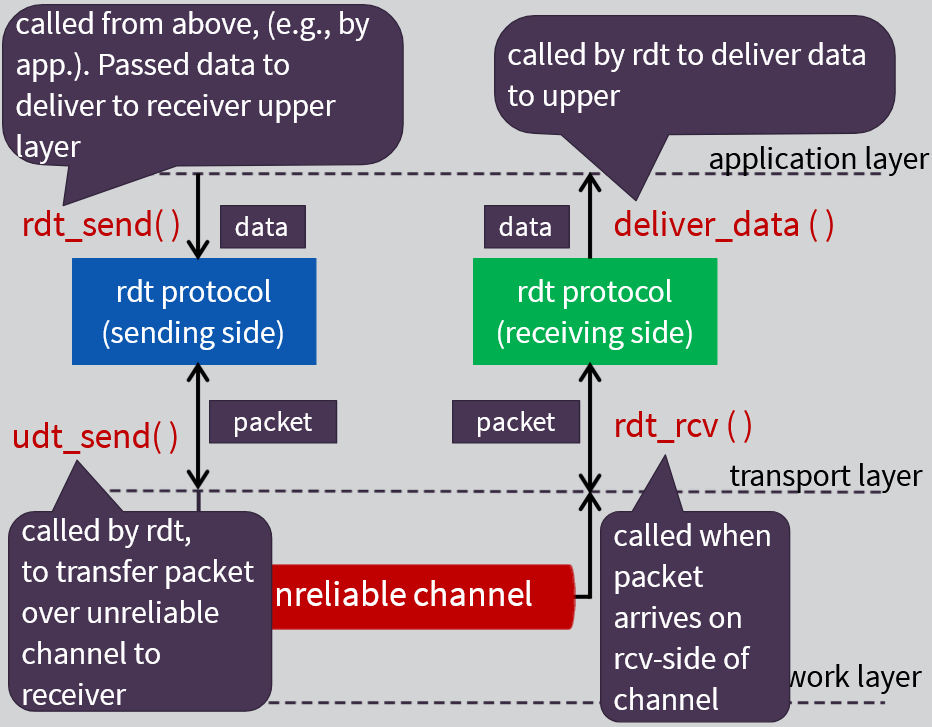 called from above, (e.g., by
app.). Passed data to
deliver to receiver upper
layer
called by rdt to deliver data
to upper
application layer
rdt_send( )
data
data
deliver_data ( )
rdt protocol
(sending side)
rdt protocol
(receiving side)
udt_send( )
packet
packet
rdt_rcv ( )
transport layer
called by rdt,
to transfer packet
over unreliable
channel to
receiver
nreliable channel
called when
packet
arrives on
rcv-side of
channel
work layer